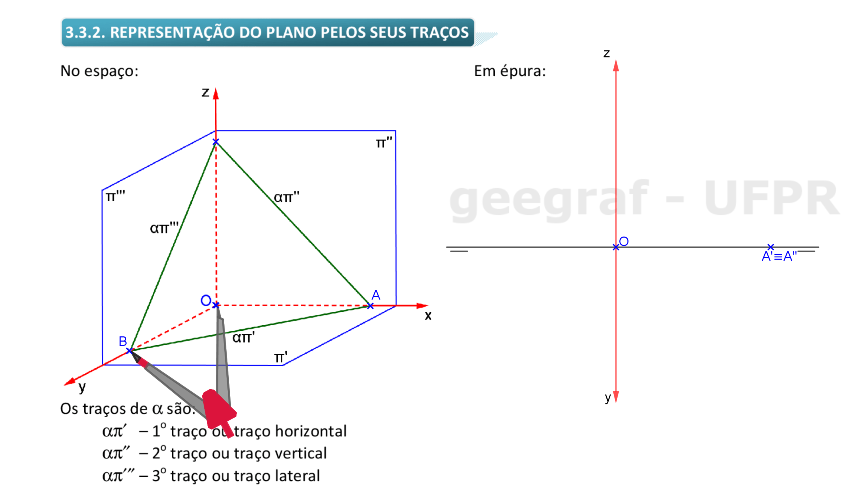 3.3.2. REPRESENTAÇÃO DO PLANO PELOS SEUS TRAÇOS
No espaço:
Em épura:
z
π"
π'''
απ"
απ'''
O
A
x
B
απ'
π'
y
z
geegraf - UFPR
O
A'≡A"
y
Os traços de α são:
απ′ – 1º traço ou traço horizontal
απ″ – 2º traço ou traço vertical
απ‴ – 3º traço ou traço lateral